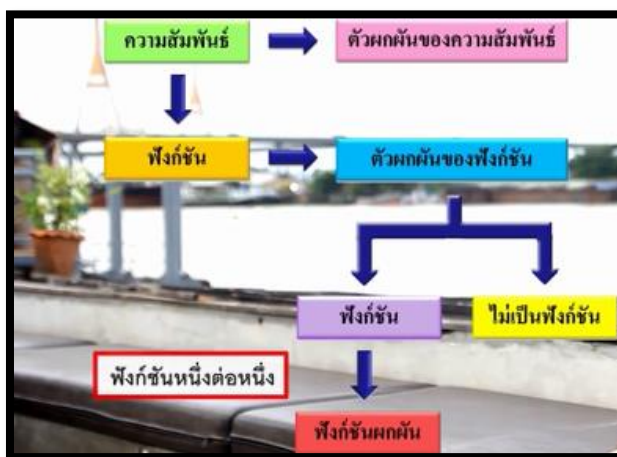 ความสัมพันธ์
ตัวผกผันของความสัมพันธ์
ฟังก์ชัน
ตัวผกผันของฟังก์ชัน
ฟังก์ชัน
ไม่เป็นฟังก์ชัน
ฟังก์ชันหนึ่งต่อหนึ่ง
ฟังก์ชันผกผัน